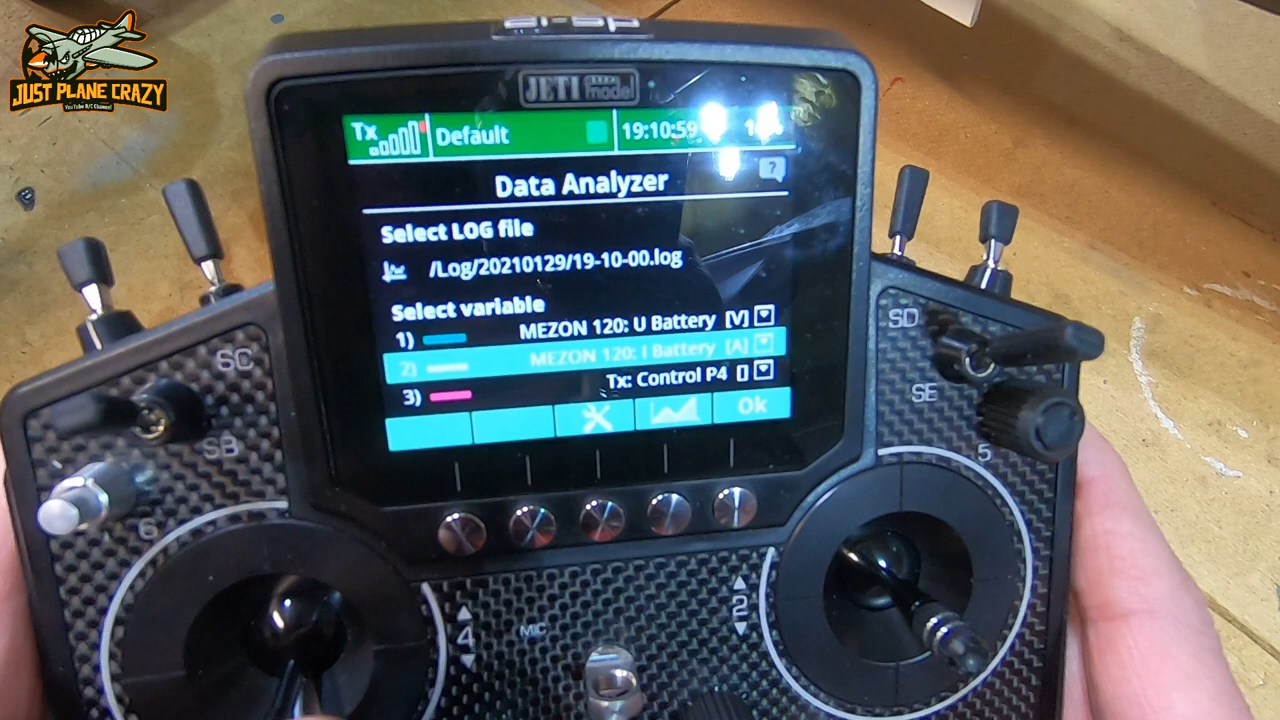 JUST PLANE CRAZY
YouTube R/C Channel
JETI model
Tx Default 19:10:59
Data Analyzer
?
Select LOG file
/Log/20210129/19-10-00.log
Select variable
1) MEZON 120: U Battery [V]
2) MEZON 120: I Battery [A]
3) Tx: Control P4 []
Ok
SC
SD
SB
SE
5
6
4
2
MIC